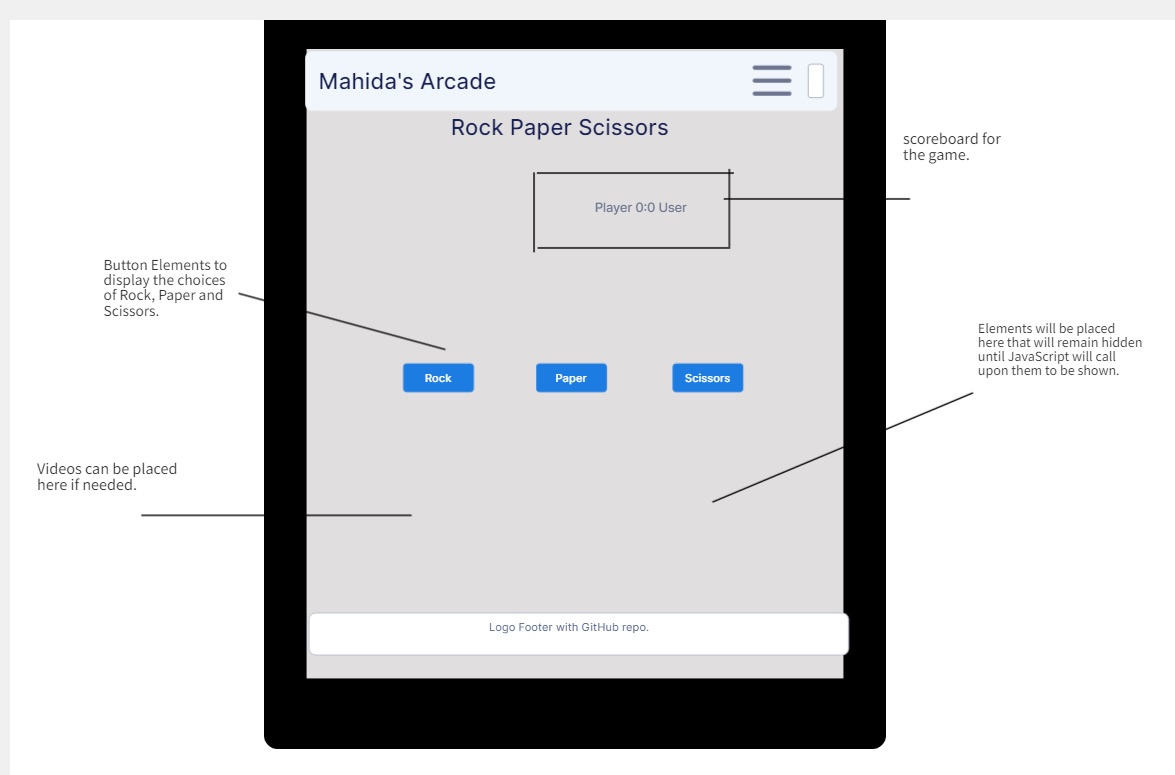 Mahida's Arcade
Rock Paper Scissors
scoreboard for
the game.
Player 0:0 User
Button Elements to
display the choices
of Rock, Paper and
Scissors.
Elements will be placed
here that will remain hidden
until JavaScript will call
upon them to be shown.
Rock
Paper
Scissors
Videos can be placed
here if needed.
Logo Footer with GitHub repo.